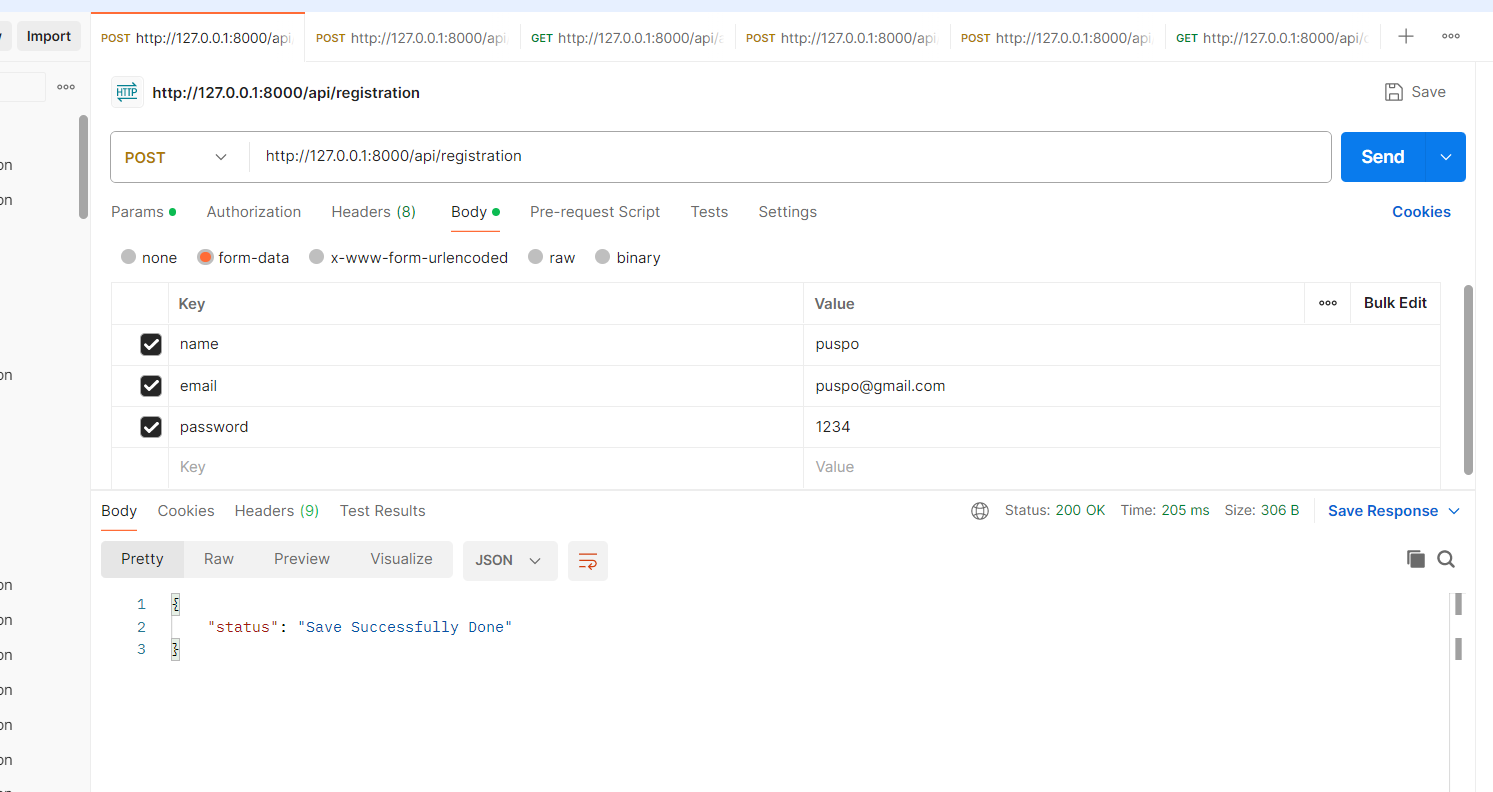 Import
POST http://127.0.0.1:8000/api
POST http://127.0.0.1:8000/api
GET http://127.0.0.1:8000/api/
POST http://127.0.0.1:8000/api
POST http://127.0.0.1:8000/api
GET http://127.0.0.1:8000/api/
HTTP http://127.0.0.1:8000/api/registration
Save
POST http://127.0.0.1:8000/api/registration
Send
Params Authorization Headers (8) Body Pre-request Script Tests Settings Cookies
none form-data x-www-form-urlencoded raw binary
Key Value Bulk Edit
name puspo
email puspo@gmail.com
password 1234
Key Value
Body Cookies Headers (9) Test Results Status: 200 OK Time: 205 ms Size: 306 B Save Response
Pretty Raw Preview Visualize JSON
1 {
2 "status": "Save Successfully Done"
3 }
on
on
on
on
on
on
on
on
on